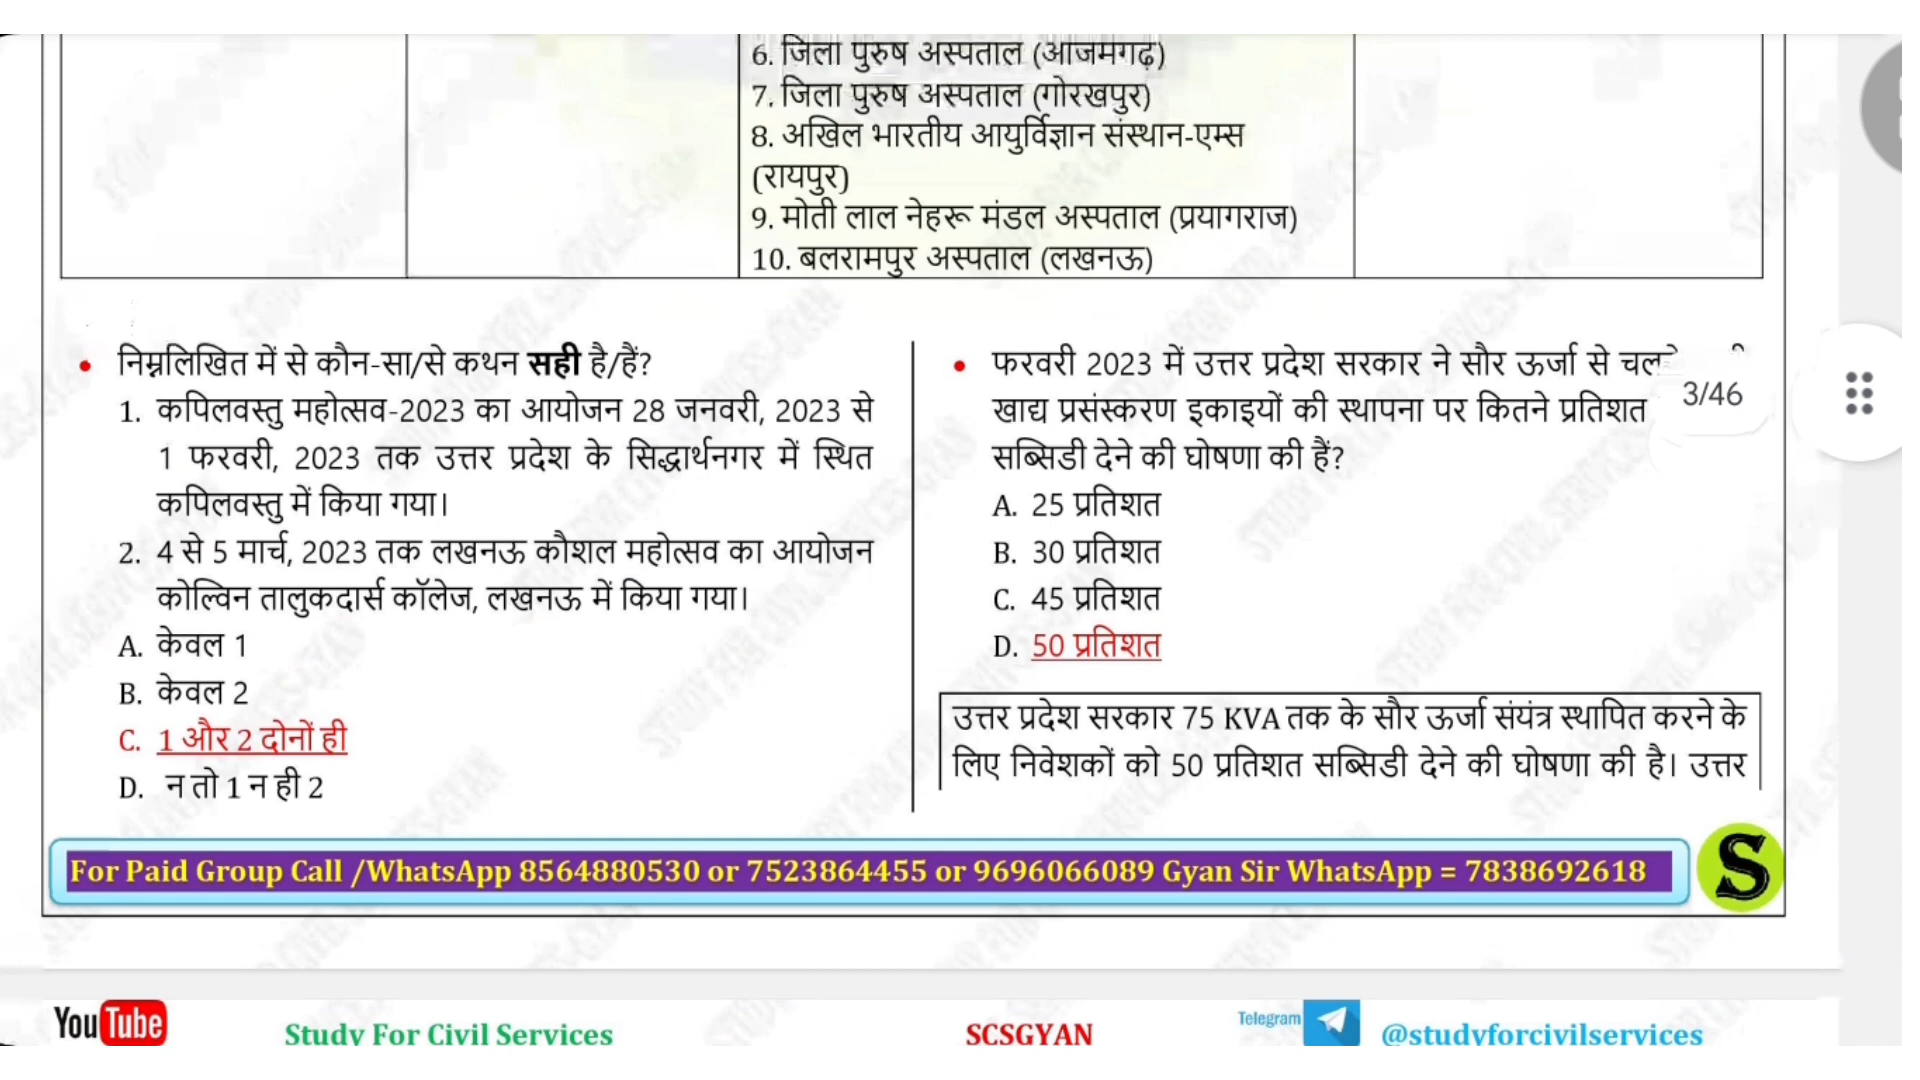 6. जिला पुरुष अस्पताल (आजमगढ़)
7. जिला पुरुष अस्पताल (गोरखपुर)
8. अखिल भारतीय आयुर्विज्ञान संस्थान-एम्स
(रायपुर)
9. मोती लाल नेहरू मंडल अस्पताल (प्रयागराज)
10. बलरामपुर अस्पताल (लखनऊ)
• निम्नलिखित में से कौन-सा/से कथन सही है/हैं?
1. कपिलवस्तु महोत्सव-2023 का आयोजन 28 जनवरी, 2023 से
1 फरवरी, 2023 तक उत्तर प्रदेश के सिद्धार्थनगर में स्थित
कपिलवस्तु में किया गया।
2. 4 से 5 मार्च, 2023 तक लखनऊ कौशल महोत्सव का आयोजन
कोल्विन तालुकदार्स कॉलेज, लखनऊ में किया गया।
A. केवल 1
B. केवल 2
C. 1 और 2 दोनों ही
D. न तो 1 न ही 2
• फरवरी 2023 में उत्तर प्रदेश सरकार ने सौर ऊर्जा से
खाद्य प्रसंस्करण इकाइयों की स्थापना पर कितने प्रतिशत
सब्सिडी देने की घोषणा की हैं?
A. 25 प्रतिशत
B. 30 प्रतिशत
C. 45 प्रतिशत
D. 50 प्रतिशत
3/46
उत्तर प्रदेश सरकार 75 KVA तक के सौर ऊर्जा संयंत्र स्थापित करने के
लिए निवेशकों को 50 प्रतिशत सब्सिडी देने की घोषणा की है। उत्तर
For Paid Group Call /WhatsApp 8564880530 or 7523864455 or 9696066089 Gyan Sir WhatsApp = 7838692618
S
YouTube
Study For Civil Services
SCSGYAN
Telegram
@studyforcivilservices